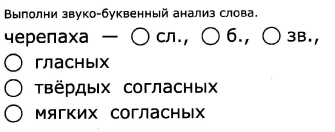 Выполни звуко-буквенный анализ слова.
черепаха — ◯ сл., ◯ б., ◯ зв.,
◯ гласных
◯ твёрдых согласных
◯ мягких согласных